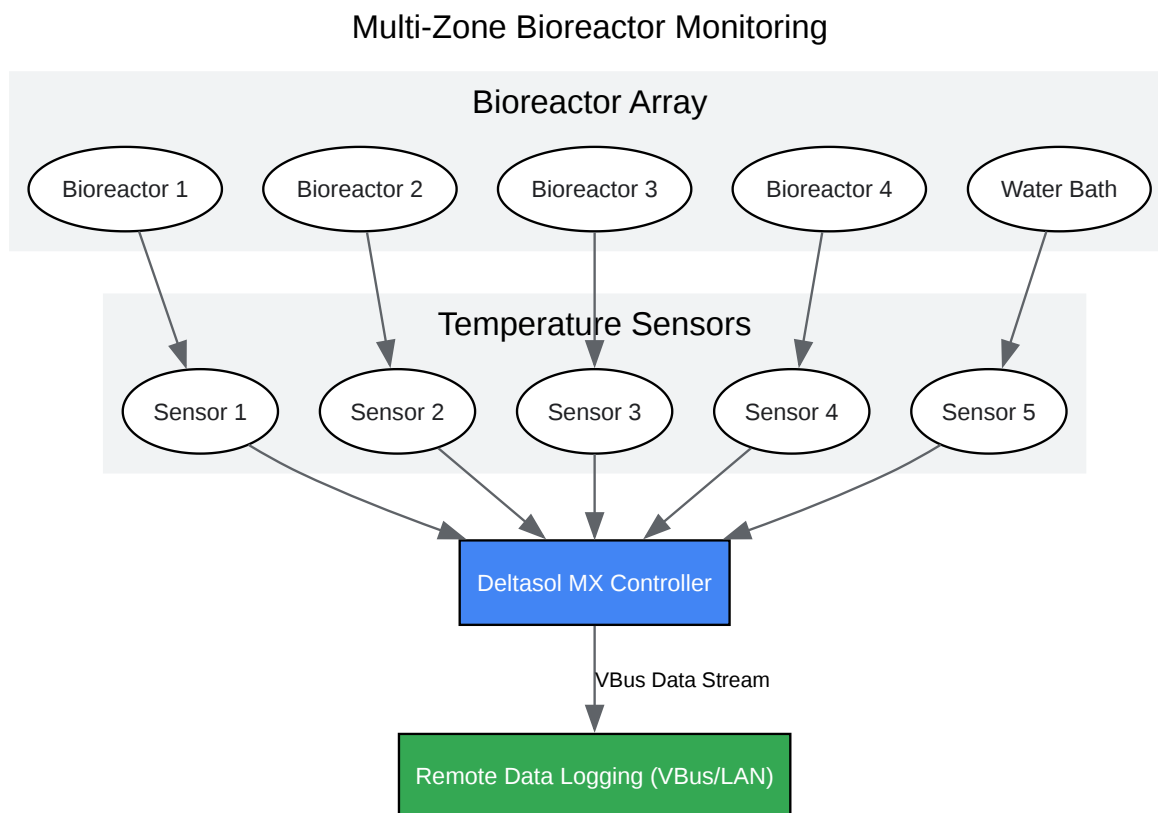 Multi-Zone Bioreactor Monitoring
Bioreactor Array
Bioreactor 1
Bioreactor 2
Bioreactor 3
Bioreactor 4
Water Bath
Temperature Sensors
Sensor 1
Sensor 2
Sensor 3
Sensor 4
Sensor 5
Deltasol MX Controller
VBus Data Stream
Remote Data Logging (VBus/LAN)